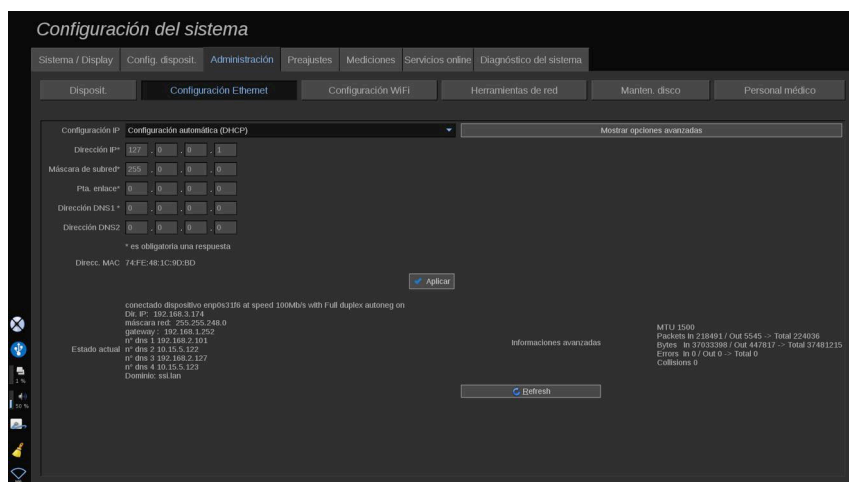 Configuración del sistema
Sistema / Display Config. disposit. Administración Preajustes Mediciones Servicios online Diagnóstico del sistema
Disposit. Configuración Ethernet Configuración WiFi Herramientas de red Manten. disco Personal médico
Configuración IP Configuración automática (DHCP) Mostrar opciones avanzadas
Dirección IP* 127 . 0 . 0 . 1
Máscara de subred* 255 . 0 . 0 . 0
Pta. enlace* 0 . 0 . 0 . 0
Dirección DNS1 * 0 . 0 . 0 . 0
Dirección DNS2 0 . 0 . 0 . 0
* es obligatoria una respuesta
Direcc. MAC 74:FE:48:1C:9D:BD
Aplicar
conectado dispositivo enp0s31f6 at speed 100Mb/s with Full duplex autoneg on
Dir. IP: 192.168.3.174
máscara red: 255.255.248.0
gateway : 192.168.1.252
n° dns 1 192.168.2.101
Estado actual n° dns 2 10.15.5.122
n° dns 3 192.168.2.127
n° dns 4 10.15.5.123
Dominio: ssi.lan
Informaciones avanzadas
MTU 1500
Packets In 218491 / Out 5545 -> Total 224036
Bytes In 37033398 / Out 447817 -> Total 37481215
Errors In 0 / Out 0 -> Total 0
Collisions 0
Refresh
1 %
50 %